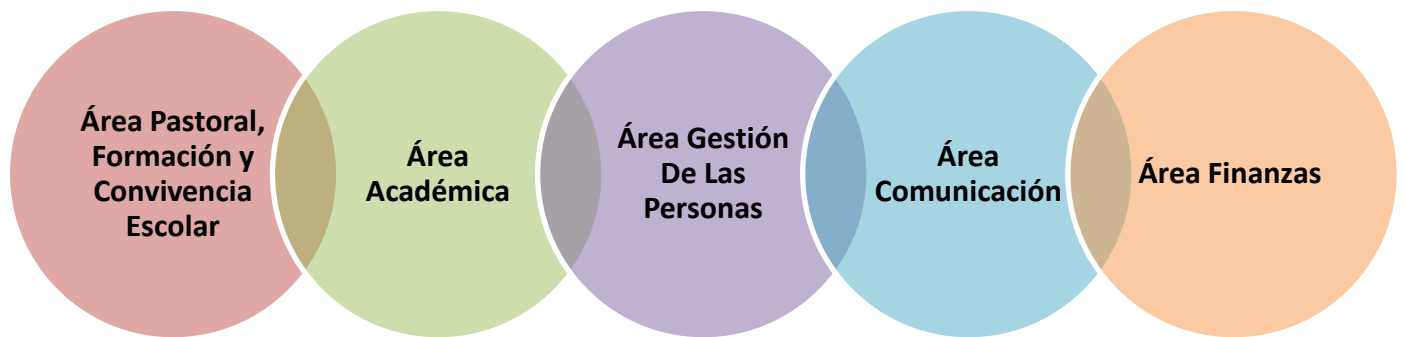 Área Pastoral,
Formación y
Convivencia
Escolar
Área
Académica
Área Gestión
De Las
Personas
Área
Comunicación
Área Finanzas